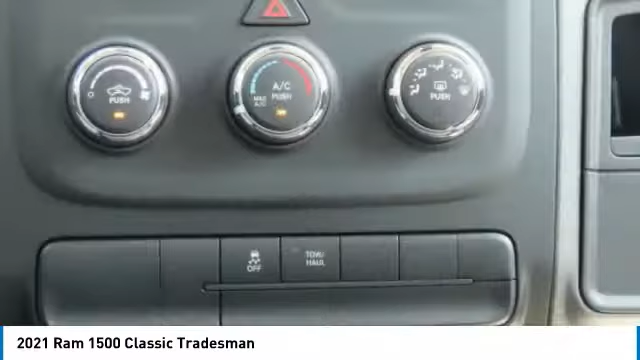 PUSH
A/C
PUSH
MAX
A/C
PUSH
OFF
TOW/
HAUL
2021 Ram 1500 Classic Tradesman